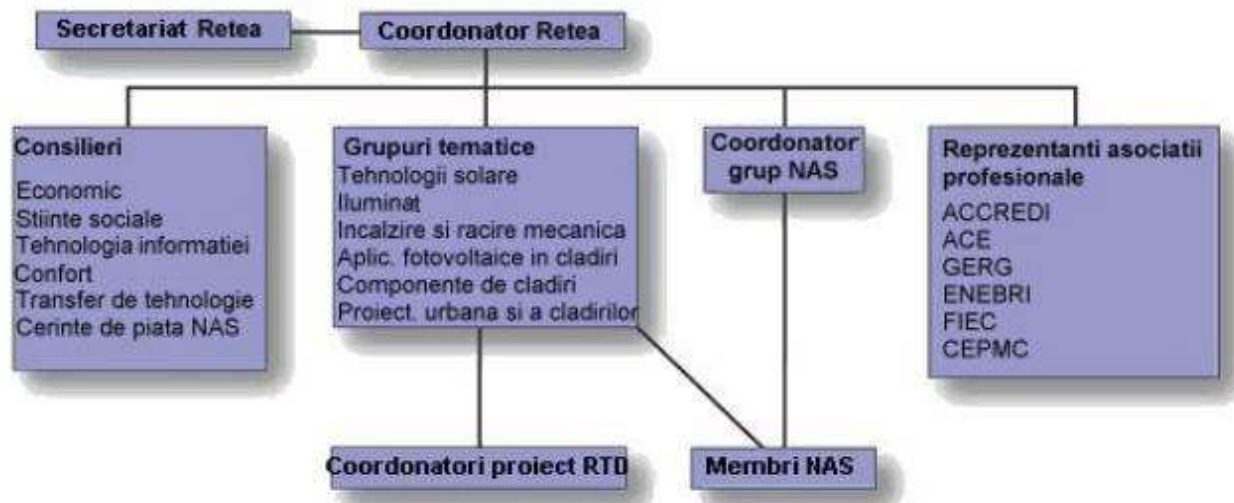 Secretariat Retea
Coordonator Retea
Consilieri
Economic
Stiinte sociale
Tehnologia informatiei
Confort
Transfer de tehnologie
Cerinte de piata NAS
Grupuri tematice
Tehnologii solare
Iluminat
Incalzire si racire mecanica
Aplic. fotovoltaice in cladiri
Componente de cladiri
Proiect. urbana si a cladirilor
Coordonator
grup NAS
Reprezentanti asociatii
profesionale
ACCREDI
ACE
GERG
ENEBRI
FIEC
CEPMC
Coordonatori proiect RTD
Membri NAS